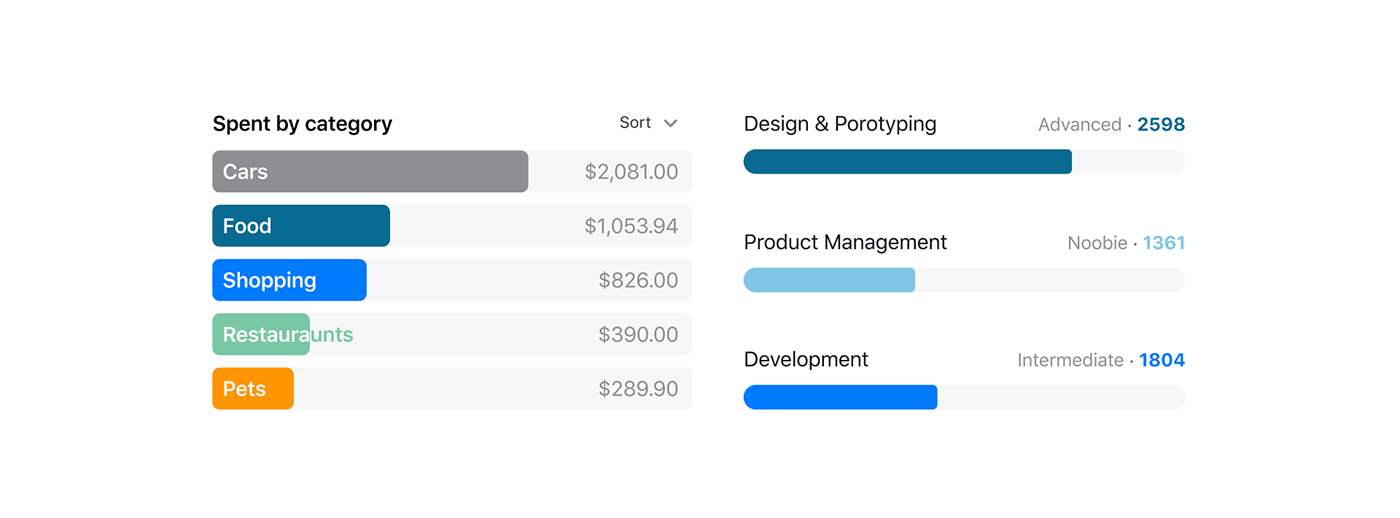 Spent by category
Sort
Cars $2,081.00
Food $1,053.94
Shopping $826.00
Restauraunts $390.00
Pets $289.90
Design & Porotyping Advanced · 2598
Product Management Noobie · 1361
Development Intermediate · 1804